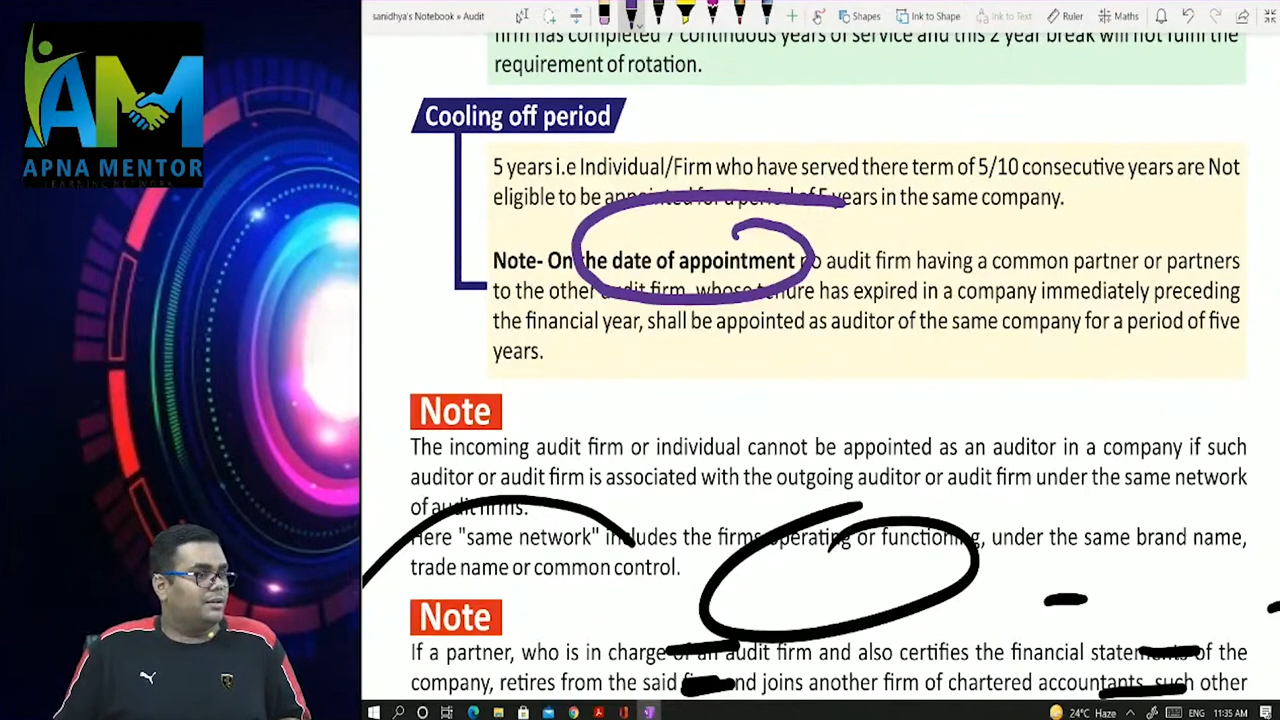 sanidhya's Notebook » Audit
Shapes
Ink to Shape
Ink to Text
Ruler
Maths
AM
APNA MENTOR
LEARNING NETWORK
firm has completed 7 continuous years of service and this 2 year break will not fulfil the
requirement of rotation.
Cooling off period
5 years i.e Individual/Firm who have served there term of 5/10 consecutive years are Not
eligible to be appointed for a period of 5 years in the same company.
Note- On the date of appointment no audit firm having a common partner or partners
to the other audit firm, whose tenure has expired in a company immediately preceding
the financial year, shall be appointed as auditor of the same company for a period of five
years.
Note
The incoming audit firm or individual cannot be appointed as an auditor in a company if such
auditor or audit firm is associated with the outgoing auditor or audit firm under the same network
of audit firms.
Here "same network" includes the firms operating or functioning, under the same brand name,
trade name or common control.
Note
If a partner, who is in charge of an audit firm and also certifies the financial statements of the
company, retires from the said firm and joins another firm of chartered accountants, such other
24°C Haze
ENG
11:35 AM